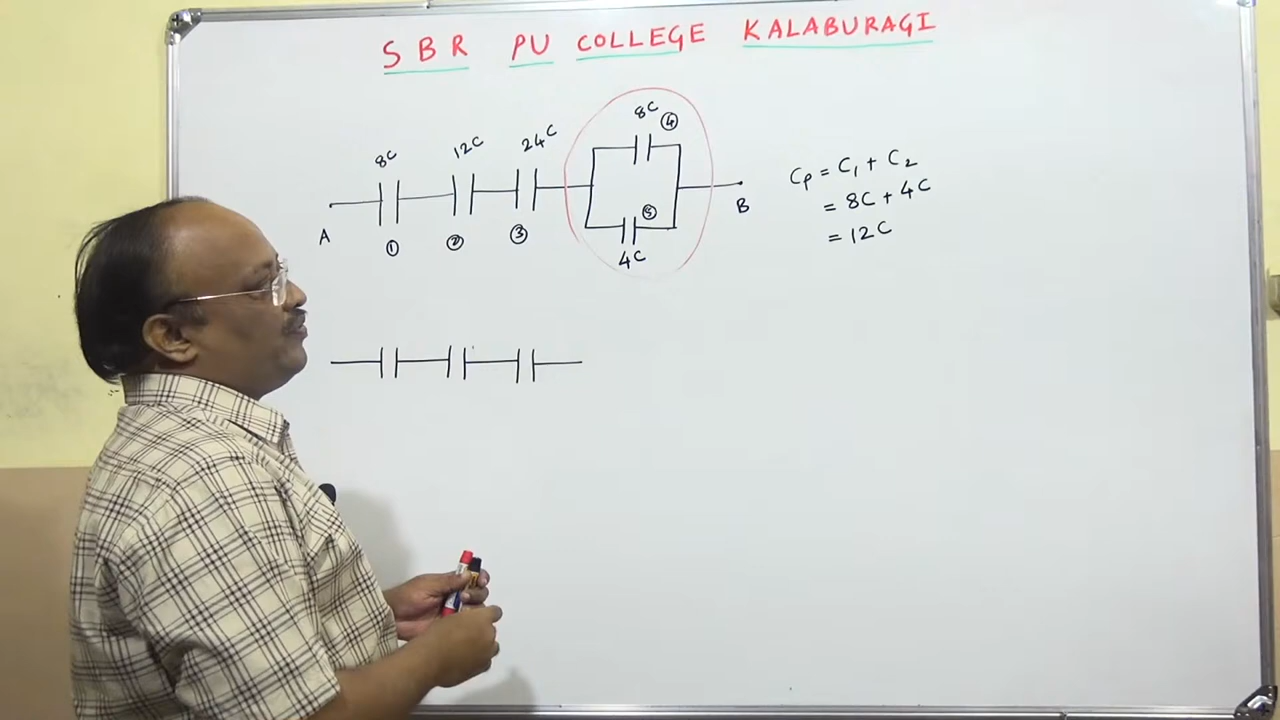 SBR PU COLLEGE KALABURAGI
8C 12C 24C 8C ④
A ① ② ③ ⑤ B
4C
Cp = C₁ + C₂
= 8C + 4C
= 12C